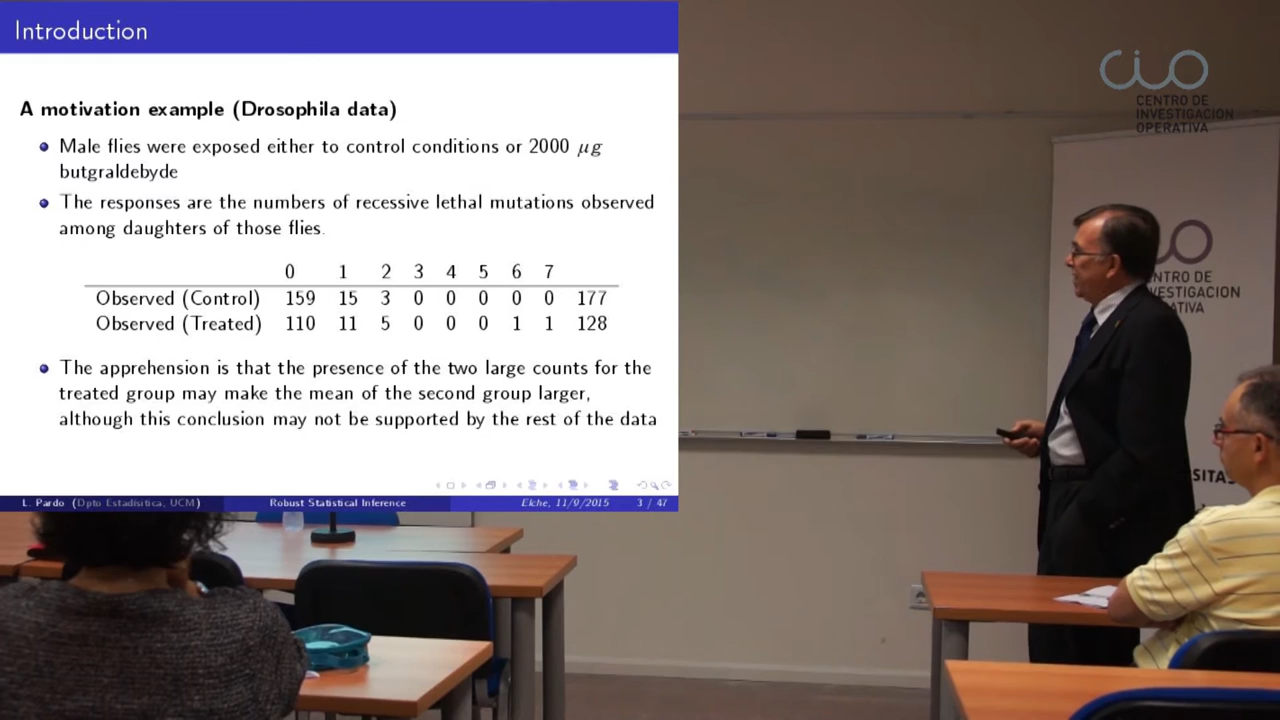 Introduction
A motivation example (Drosophila data)
Male flies were exposed either to control conditions or 2000 μg
butgraldebyde
The responses are the numbers of recessive lethal mutations observed
among daughters of those flies.
0 1 2 3 4 5 6 7
Observed (Control) 159 15 3 0 0 0 0 0 177
Observed (Treated) 110 11 5 0 0 0 1 1 128
The apprehension is that the presence of the two large counts for the
treated group may make the mean of the second group larger,
although this conclusion may not be supported by the rest of the data
L. Pardo (Dpto Estadísitica, UCM) Robust Statistical Inference Elche, 11/9/2015 3 / 47
CIO
CENTRO DE
INVESTIGACION
OPERATIVA
NTRO DE
VESTIGACION
RATIVA
SITAS